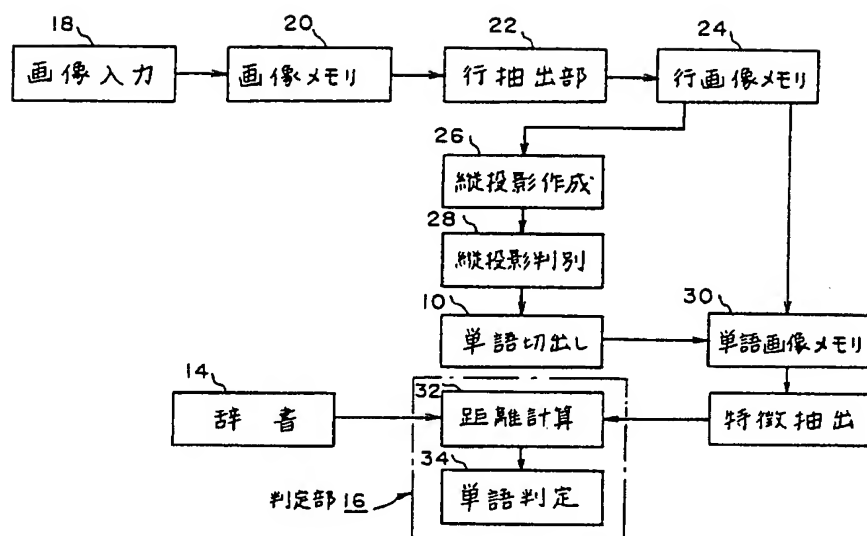 18 20 22 24
画像入力 画像メモリ 行抽出部 行画像メモリ
26
縦投影作成
28
縦投影判別
10 30
単語切出し 単語画像メモリ
14 32
辞書 距離計算 特徴抽出
34
判定部 16 単語判定